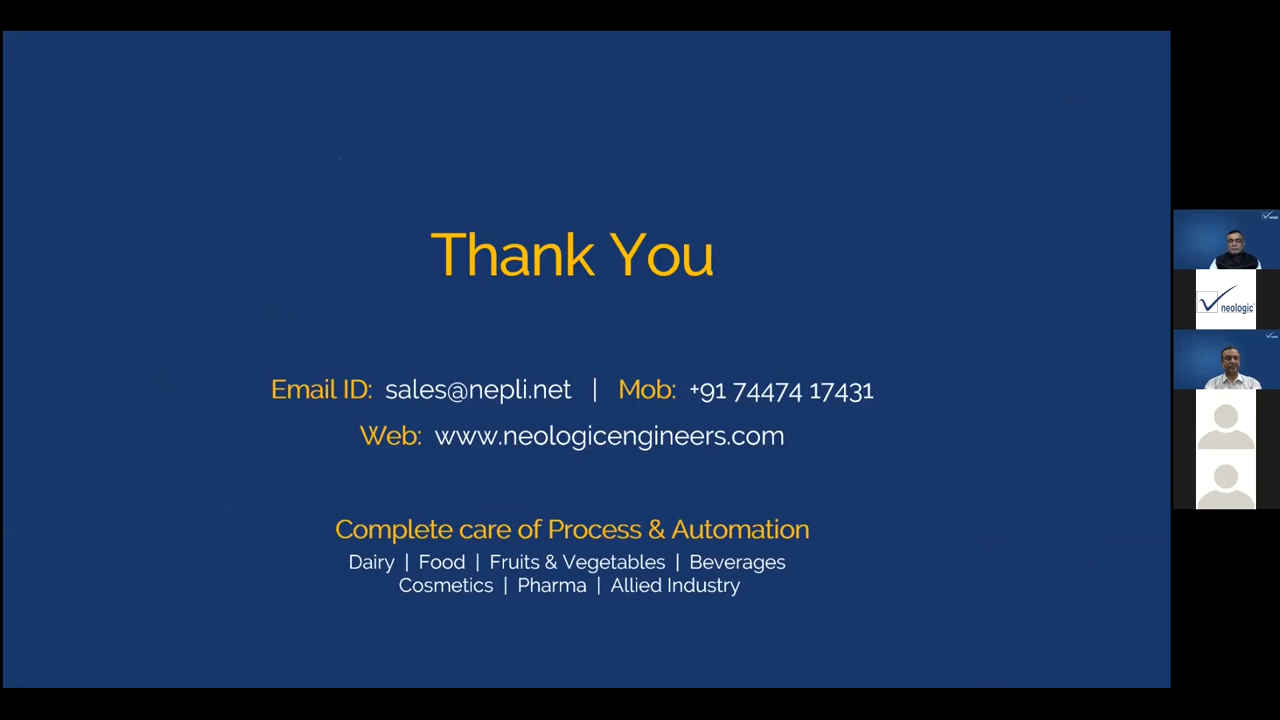 Thank You
Email ID: sales@nepli.net | Mob: +91 74474 17431
Web: www.neologicengineers.com
Complete care of Process & Automation
Dairy | Food | Fruits & Vegetables | Beverages
Cosmetics | Pharma | Allied Industry
neologic